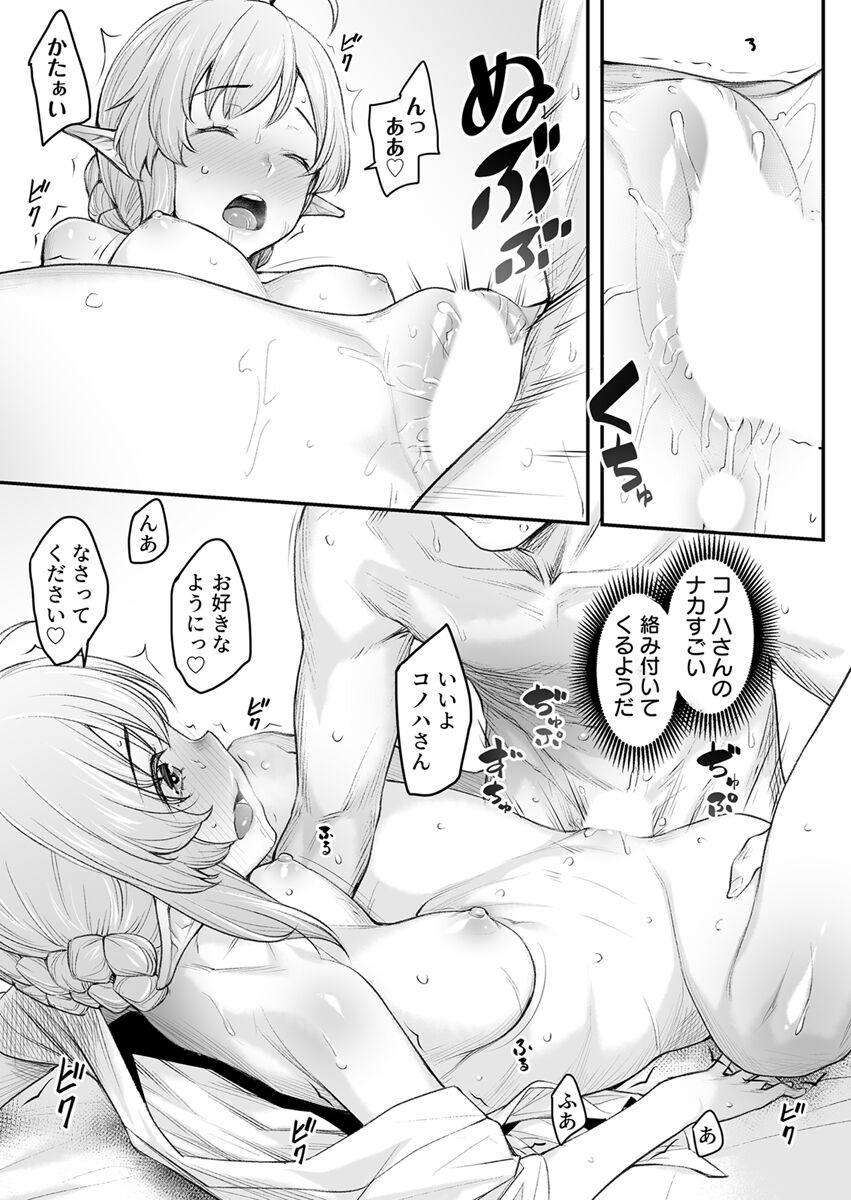 くちゅ
ぬぷぷ
ビク
んっ
ああ♡
ビク
かたぁい
ビク
コノハさんの
ナカすごい
絡み付いて
くるようだ
いいよ
コノハさん
お好きな
ようにっ♡
んあ
なさって
ください♡
ぢゅぷ
ぢゅぷ
ずちゅ
ビク
ふる
ふる
ふあ
あ
ビク
ビク
ビク